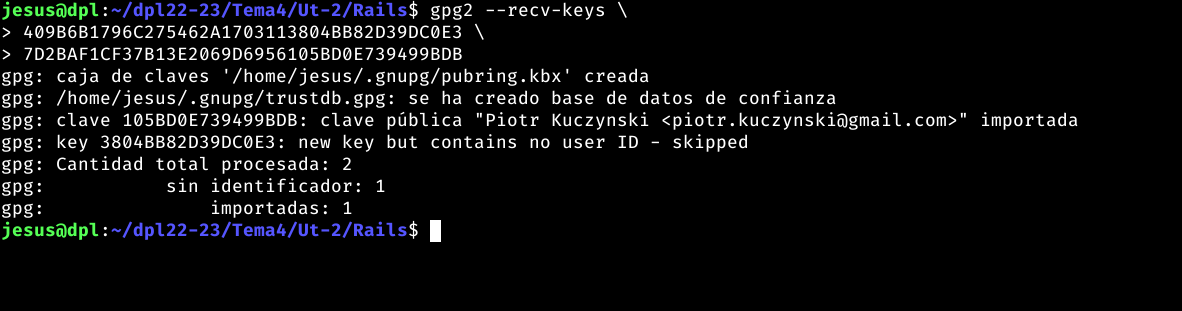 jesus@dpl:~/dpl22-23/Tema4/Ut-2/Rails$ gpg2 --recv-keys \
> 409B6B1796C275462A1703113804BB82D39DC0E3 \
> 7D2BAF1CF37B13E2069D6956105BD0E739499BDB
gpg: caja de claves '/home/jesus/.gnupg/pubring.kbx' creada
gpg: /home/jesus/.gnupg/trustdb.gpg: se ha creado base de datos de confianza
gpg: clave 105BD0E739499BDB: clave pública "Piotr Kuczynski <piotr.kuczynski@gmail.com>" importada
gpg: key 3804BB82D39DC0E3: new key but contains no user ID - skipped
gpg: Cantidad total procesada: 2
gpg:           sin identificador: 1
gpg:               importadas: 1
jesus@dpl:~/dpl22-23/Tema4/Ut-2/Rails$